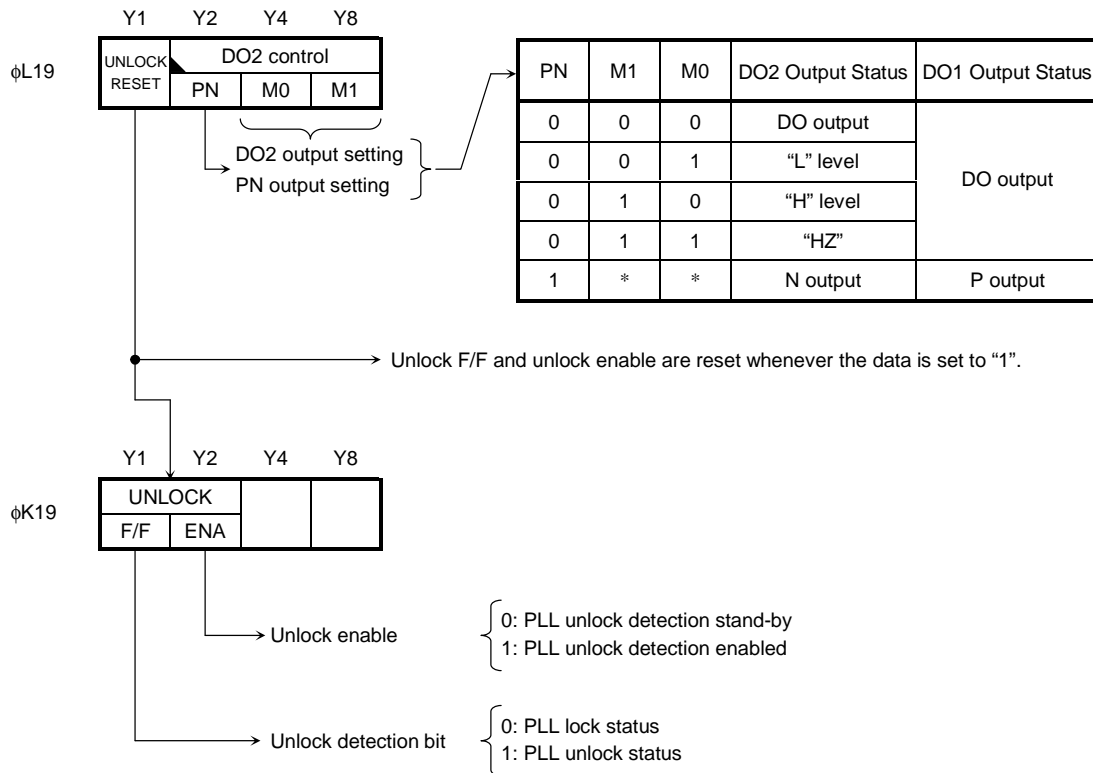 Y1 Y2 Y4 Y8
φL19
UNLOCK RESET
DO2 control
PN M0 M1
DO2 output setting
PN output setting
PN M1 M0 DO2 Output Status DO1 Output Status
0 0 0 DO output DO output
0 0 1 “L” level
0 1 0 “H” level
0 1 1 “HZ”
1 * * N output P output
Unlock F/F and unlock enable are reset whenever the data is set to “1”.
Y1 Y2 Y4 Y8
φK19
UNLOCK
F/F ENA
Unlock enable
0: PLL unlock detection stand-by
1: PLL unlock detection enabled
Unlock detection bit
0: PLL lock status
1: PLL unlock status